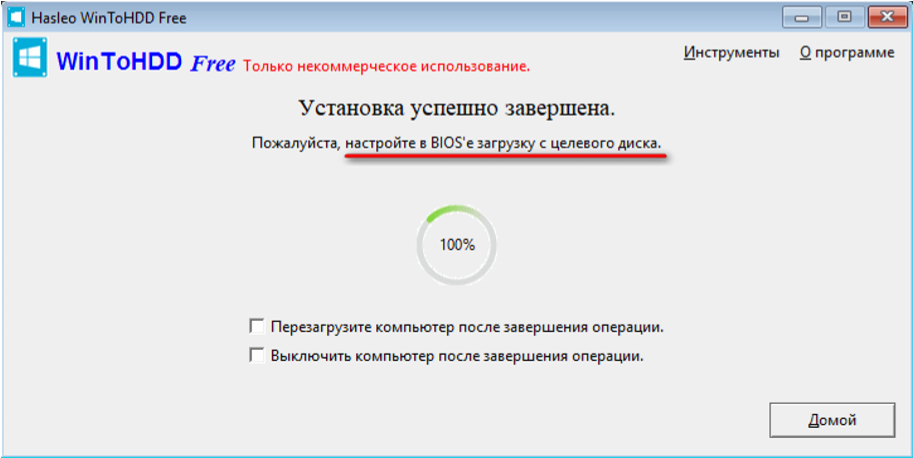 Hasleo WinToHDD Free
WinToHDD Free Только некоммерческое использование.
Инструменты О программе
Установка успешно завершена.
Пожалуйста, настройте в BIOS'е загрузку с целевого диска.
100%
Перезагрузите компьютер после завершения операции.
Выключить компьютер после завершения операции.
Домой